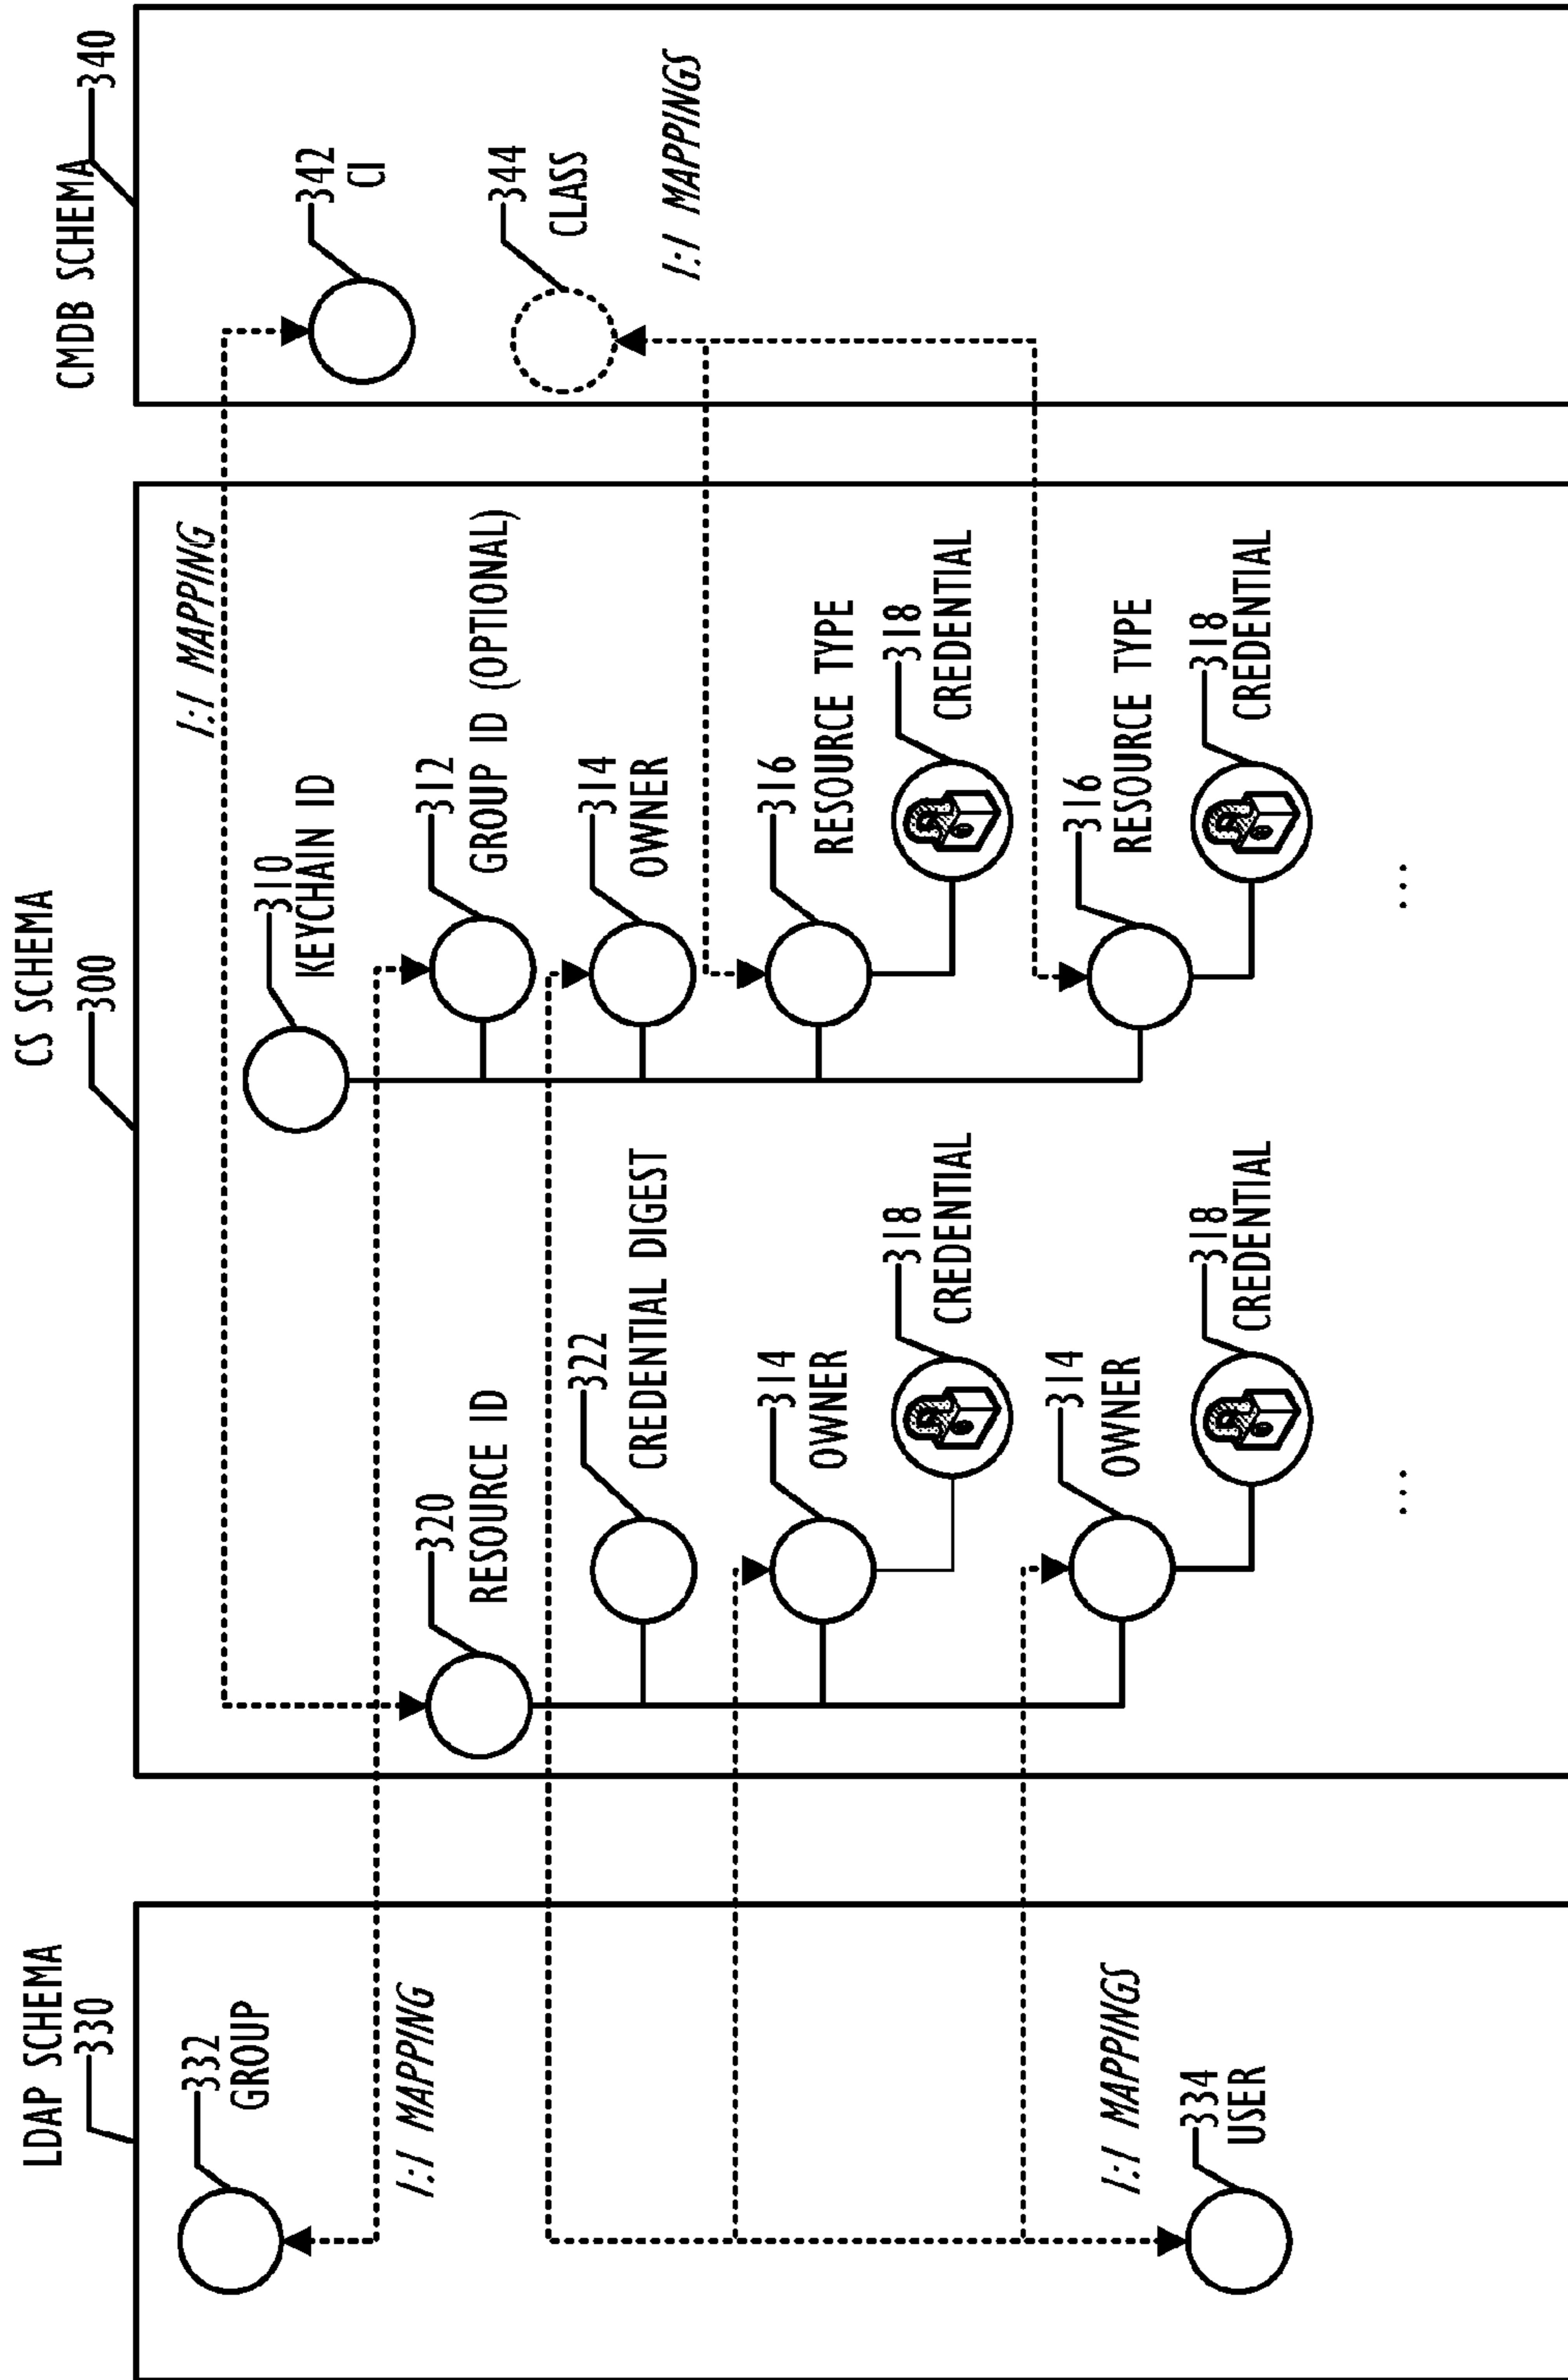 LDAP SCHEMA
330
332
GROUP
1:1 MAPPING
1:1 MAPPINGS
334
USER
CS SCHEMA
300
1:1 MAPPING
320
RESOURCE ID
322
CREDENTIAL DIGEST
314
OWNER
318
CREDENTIAL
314
OWNER
318
CREDENTIAL
...
310
KEYCHAIN ID
312
GROUP ID (OPTIONAL)
314
OWNER
316
RESOURCE TYPE
318
CREDENTIAL
316
RESOURCE TYPE
318
CREDENTIAL
...
CMDB SCHEMA
340
342
CI
344
CLASS
1:1 MAPPINGS